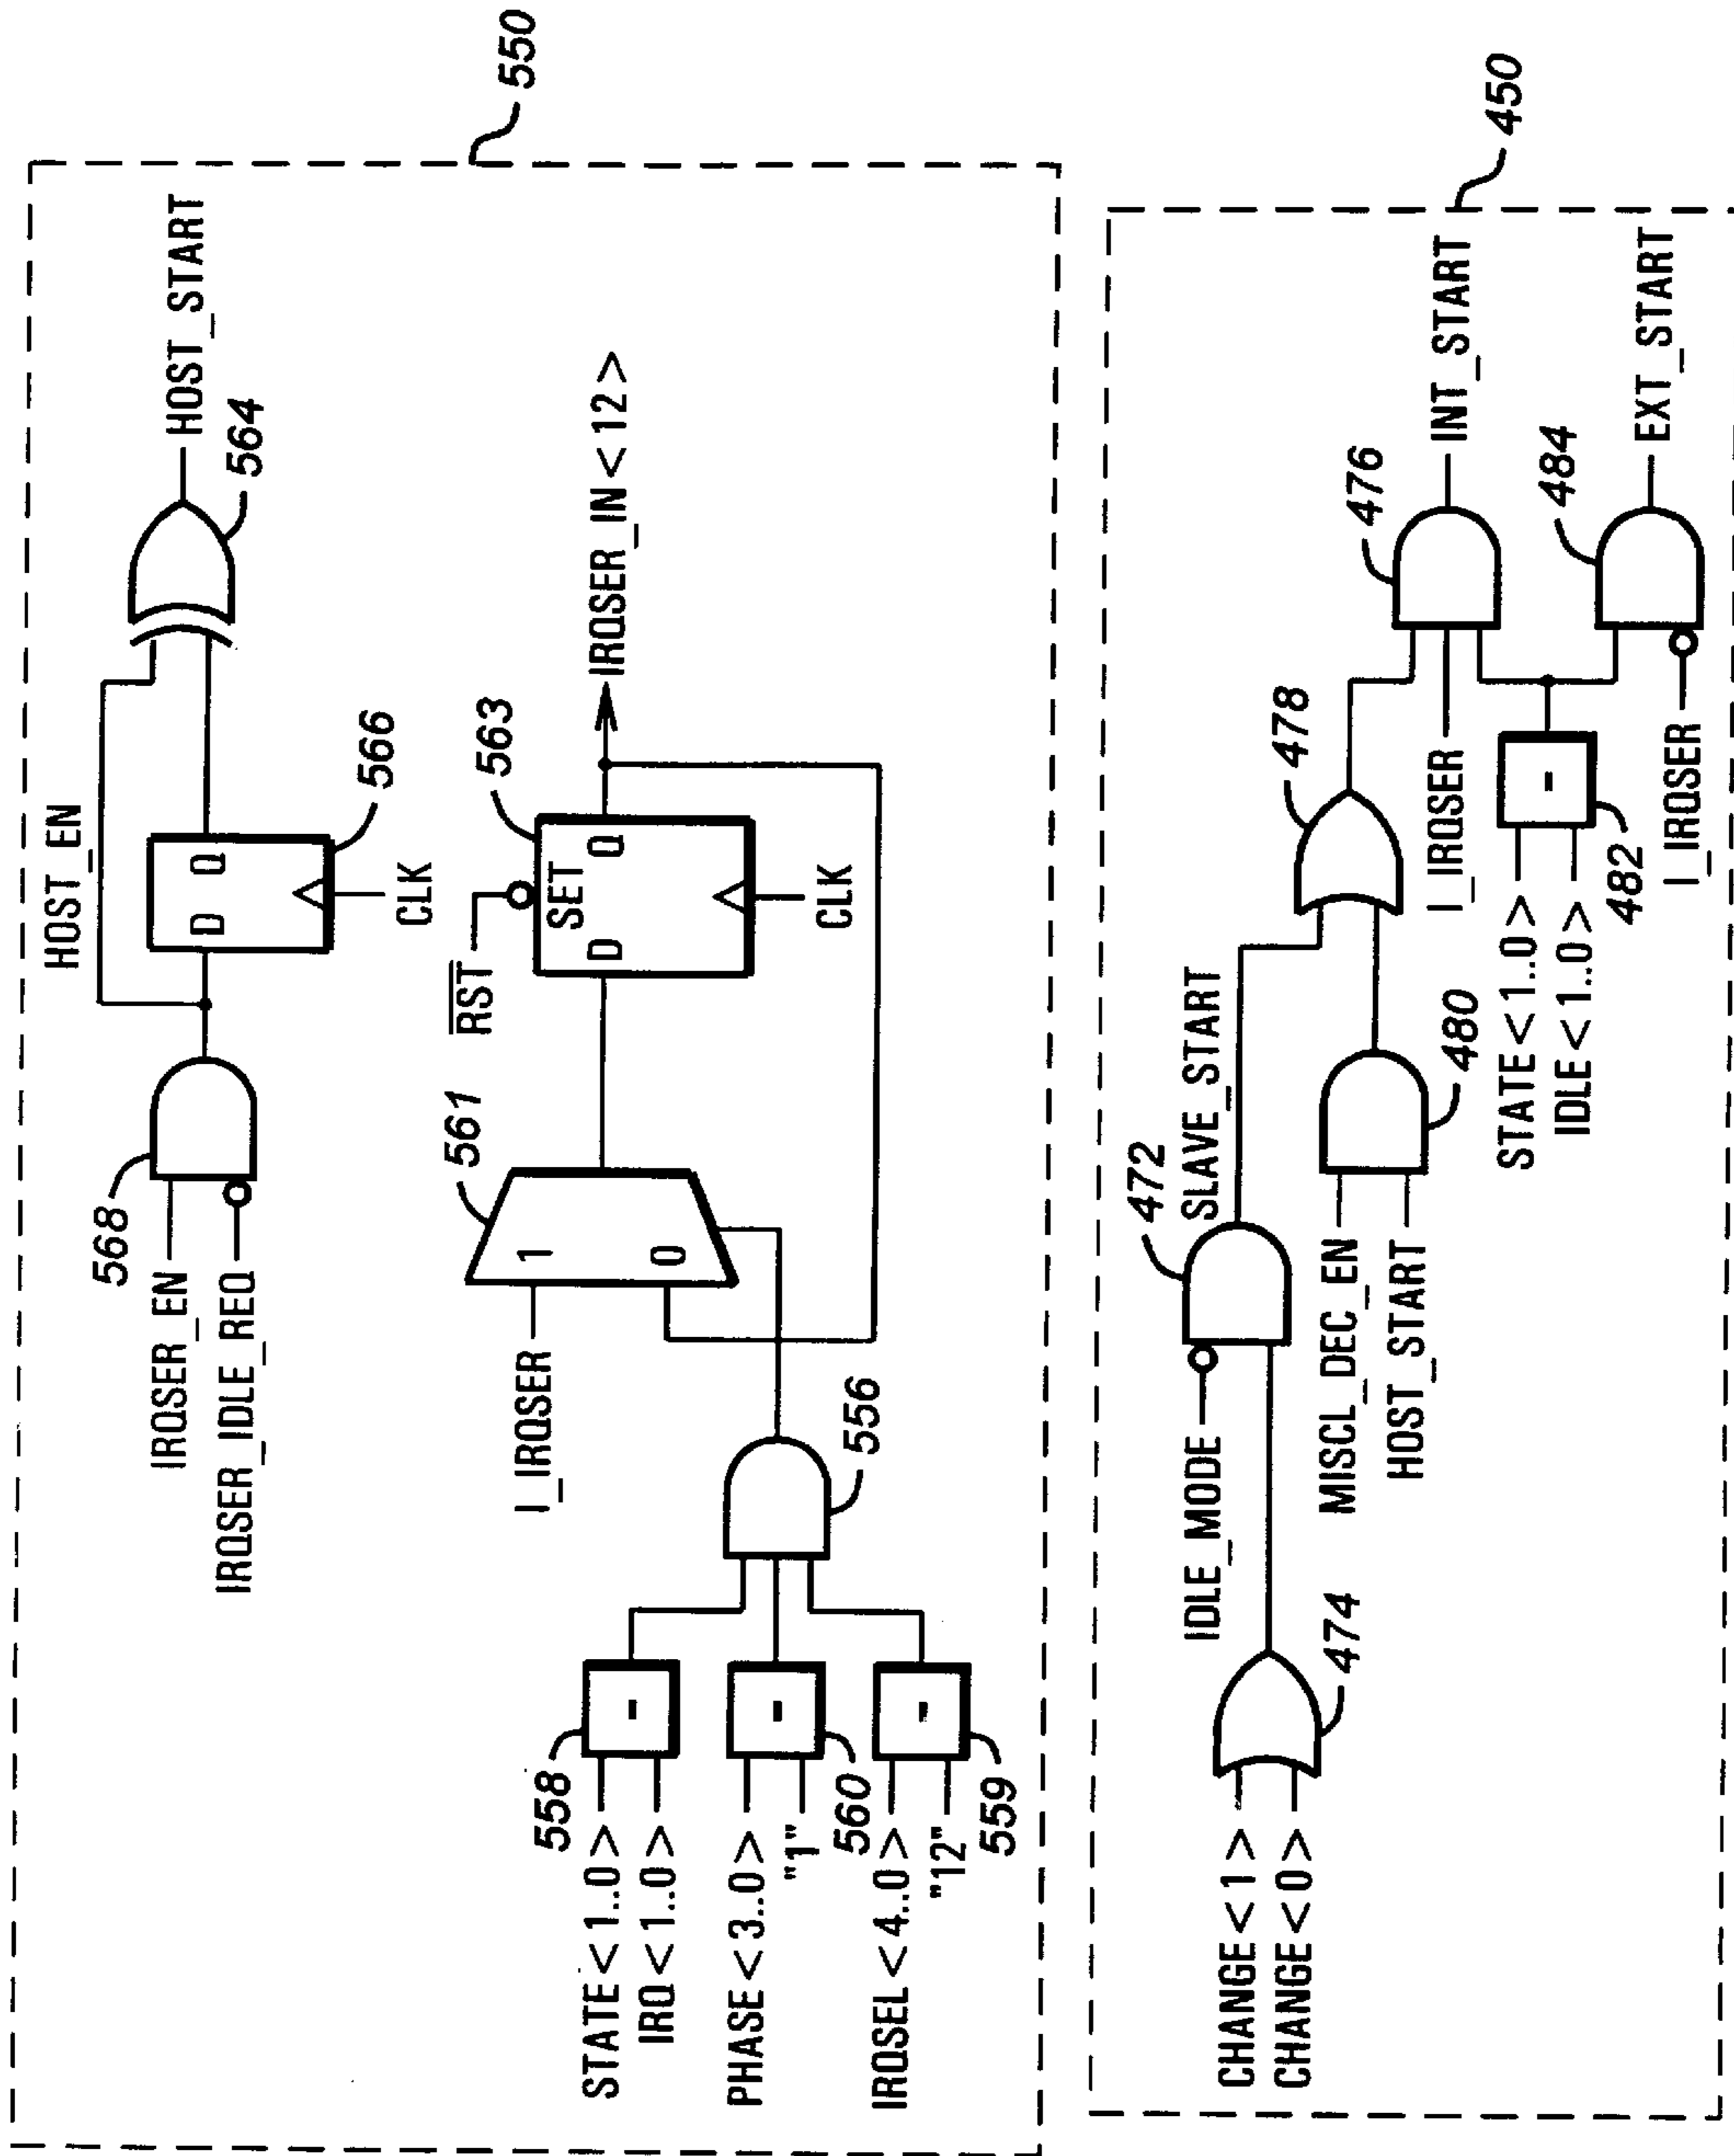 550
HOST_EN
HOST_START
564
568
IRQSER_EN
IRQSER_IDLE_REQ
D Q
566
CLK
561
1
0
I_IRQSER
RST
SET
D Q
563
CLK
IRQSER_IN<12>
556
558
STATE<1..0>
IRQ<1..0>
PHASE<3..0>
"1"
560
IRQSEL<4..0>
"12"
559
450
472
SLAVE_START
IDLE_MODE
CHANGE<1>
CHANGE<0>
474
MISCL_DEC_EN
HOST_START
480
478
476
INT_START
I_IRQSER
STATE<1..0>
IDLE<1..0>
482
484
EXT_START
I_IRQSER